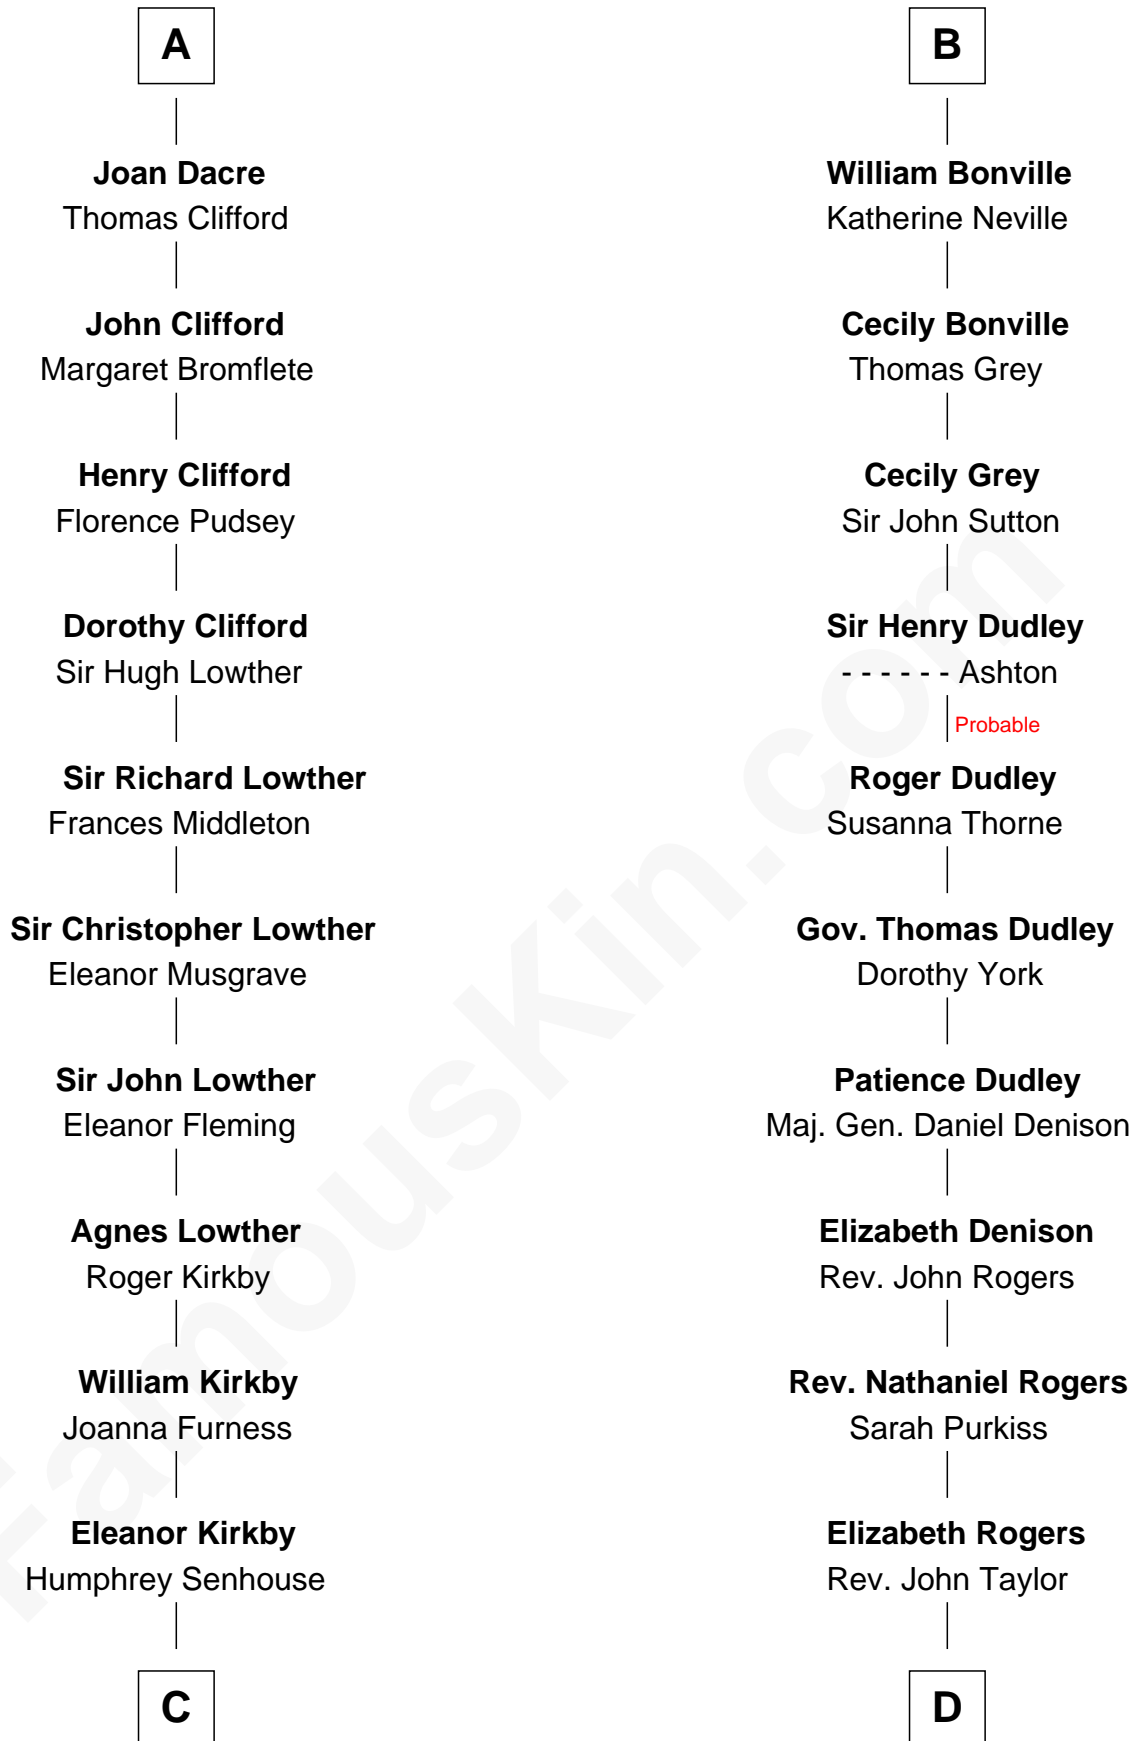 A
Joan Dacre
Thomas Clifford
John Clifford
Margaret Bromflete
Henry Clifford
Florence Pudsey
Dorothy Clifford
Sir Hugh Lowther
Sir Richard Lowther
Frances Middleton
Sir Christopher Lowther
Eleanor Musgrave
Sir John Lowther
Eleanor Fleming
Agnes Lowther
Roger Kirkby
William Kirkby
Joanna Furness
Eleanor Kirkby
Humphrey Senhouse
C
B
William Bonville
Katherine Neville
Cecily Bonville
Thomas Grey
Cecily Grey
Sir John Sutton
Sir Henry Dudley
- - - - - - Ashton
Probable
Roger Dudley
Susanna Thorne
Gov. Thomas Dudley
Dorothy York
Patience Dudley
Maj. Gen. Daniel Denison
Elizabeth Denison
Rev. John Rogers
Rev. Nathaniel Rogers
Sarah Purkiss
Elizabeth Rogers
Rev. John Taylor
D
FamousKin.com